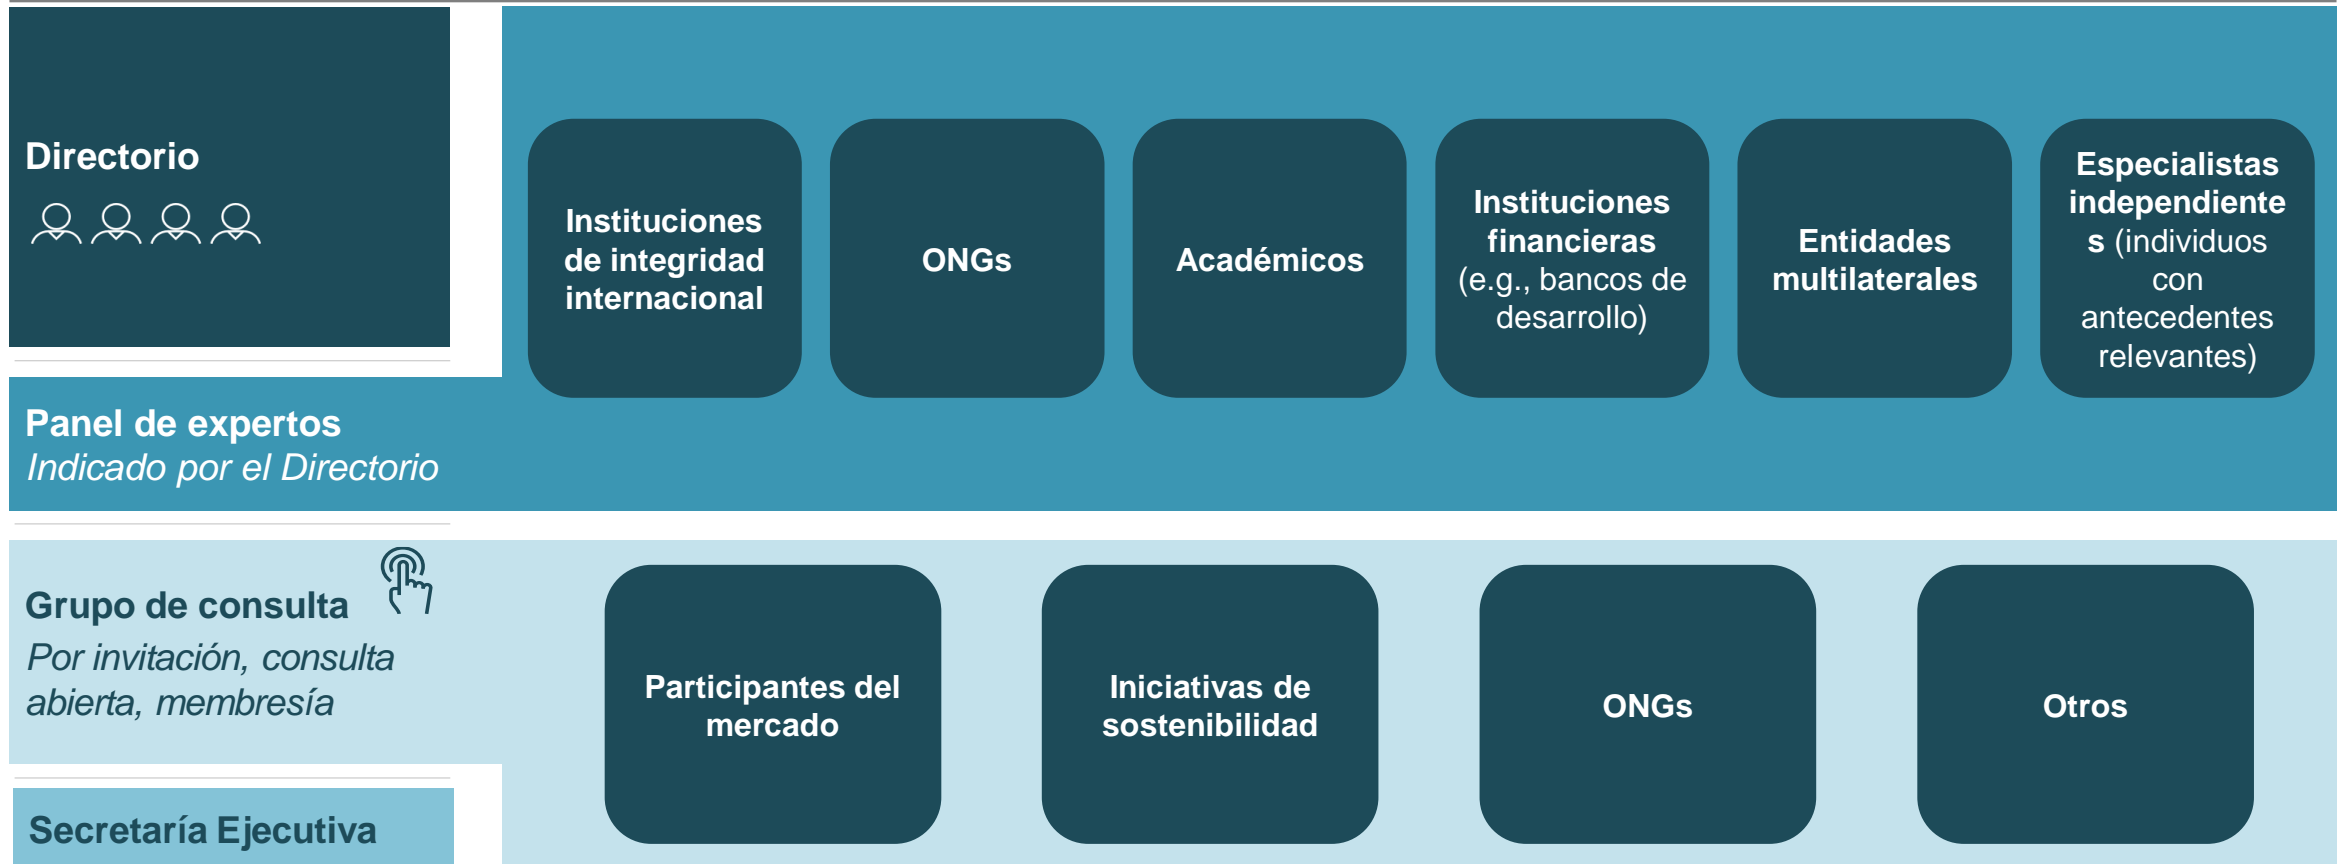 Directorio
Panel de expertos
Indicado por el Directorio
Instituciones
de integridad
internacional
ONGs
Académicos
Instituciones
financieras
(e.g., bancos de
desarrollo)
Entidades
multilaterales
Especialistas
independiente
s (individuos
con
antecedentes
relevantes)
Grupo de consulta
Por invitación, consulta
abierta, membresía
Participantes del
mercado
Iniciativas de
sostenibilidad
ONGs
Otros
Secretaría Ejecutiva